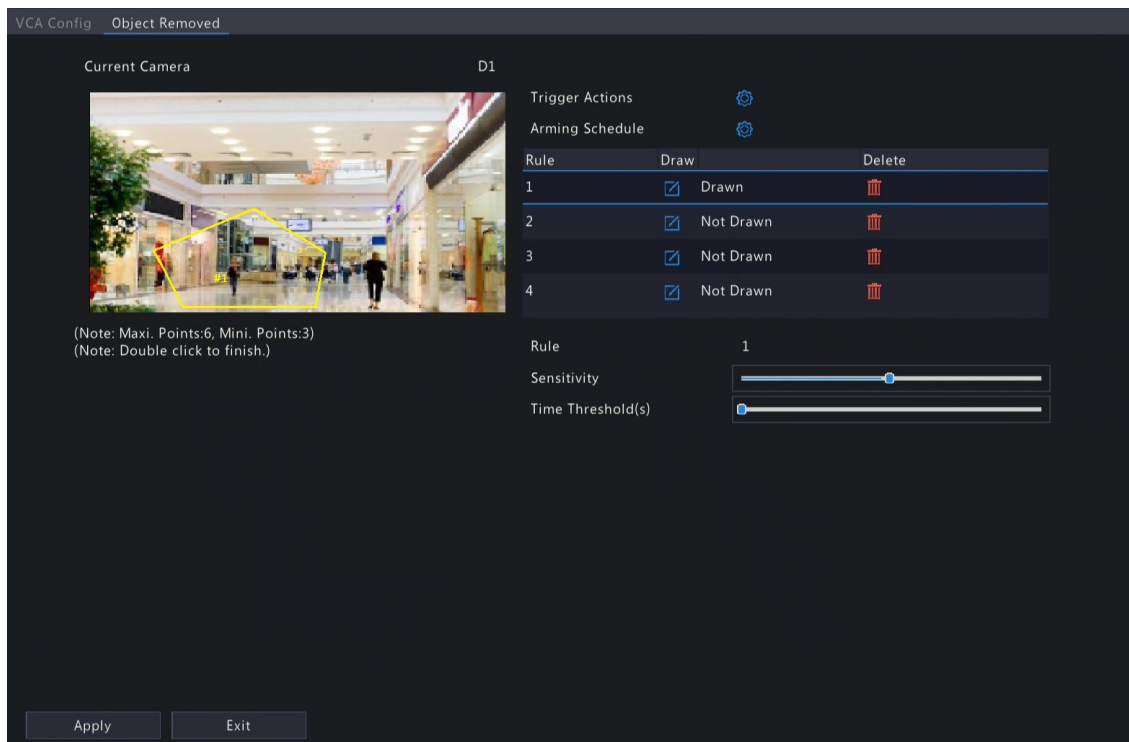 VCA Config Object Removed
Current Camera D1
Trigger Actions
Arming Schedule
Rule Draw Delete
1 Drawn
2 Not Drawn
3 Not Drawn
4 Not Drawn
#1
(Note: Maxi. Points:6, Mini. Points:3)
(Note: Double click to finish.)
Rule 1
Sensitivity
Time Threshold(s)
Apply Exit